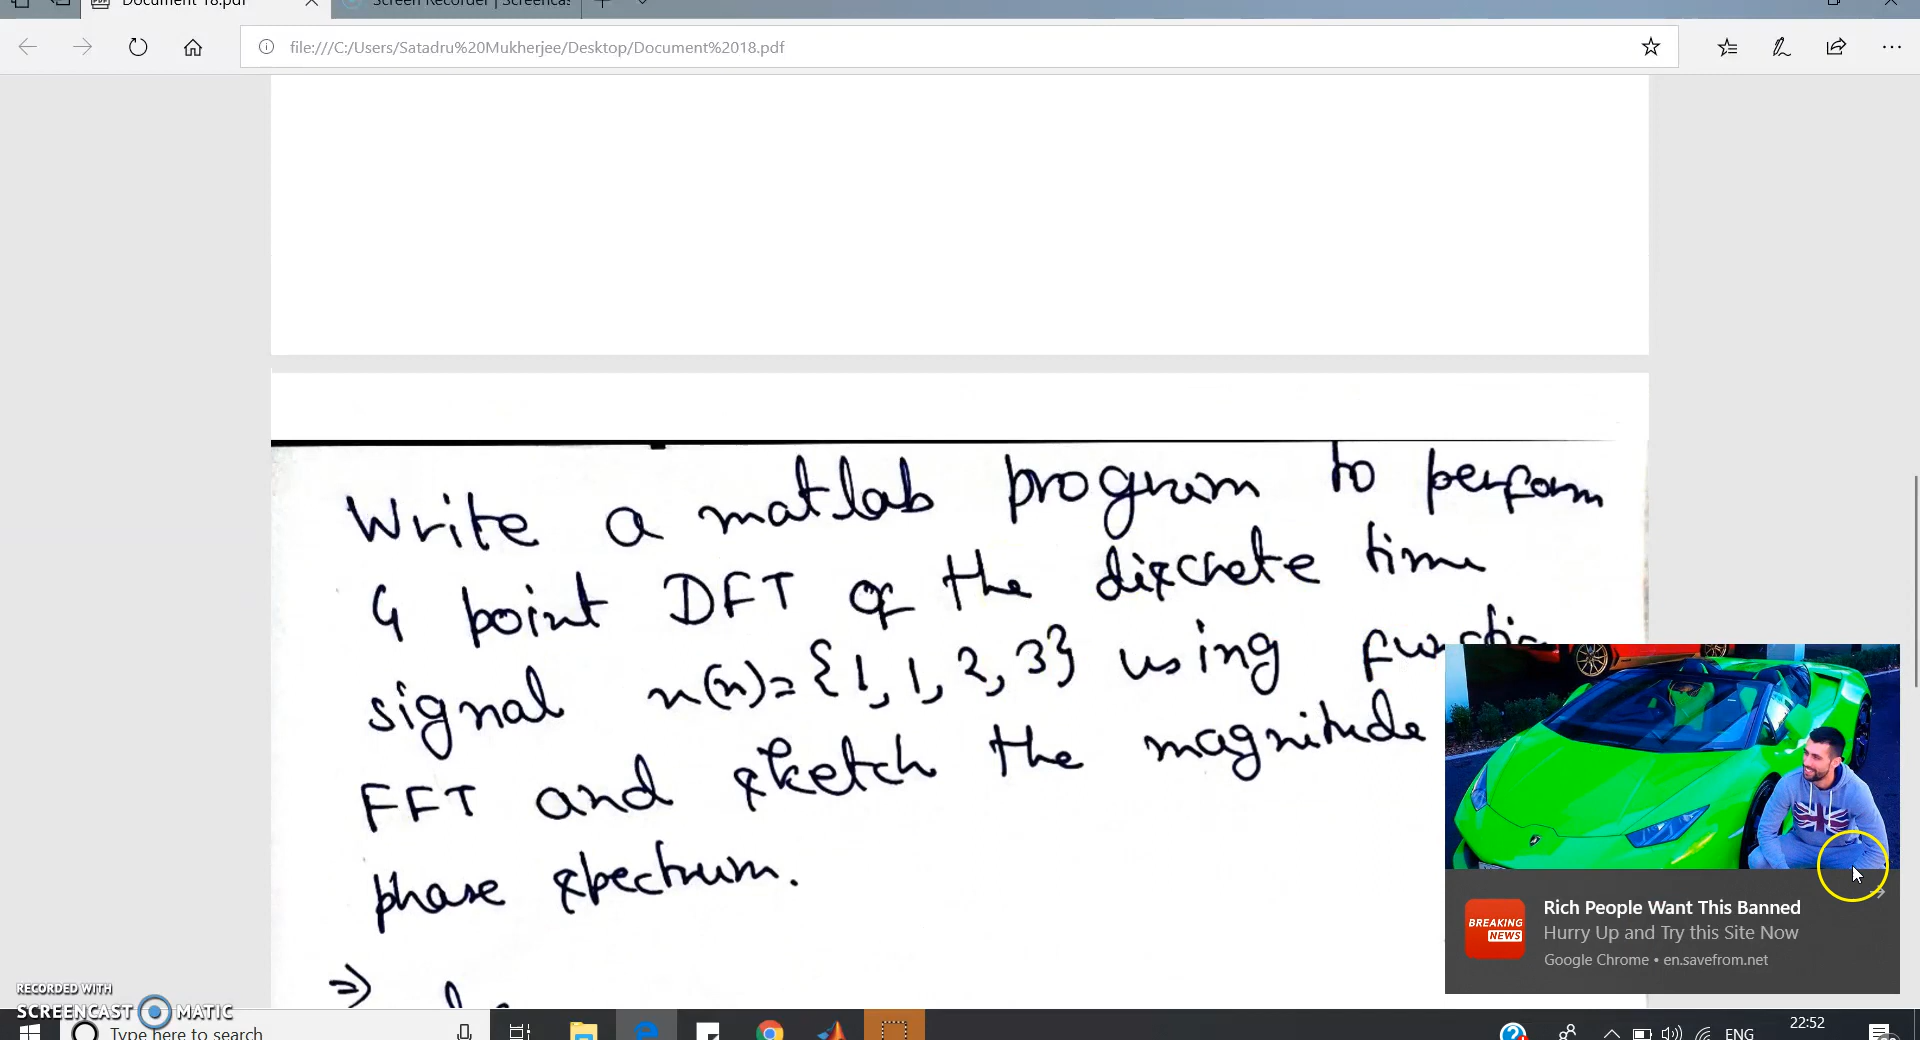 Document 18.pdf
Screen Recorder | Screencas
file:///C:/Users/Satadru%20Mukherjee/Desktop/Document%2018.pdf
Write a matlab program to perform
4 point DFT of the discrete time
signal x(n)= {1, 1, 2, 3} using
FFT and sketch the magnitude
phase spectrum.
⇒
BREAKING
NEWS
Rich People Want This Banned
Hurry Up and Try this Site Now
Google Chrome • en.savefrom.net
RECORDED WITH
SCREENCAST MATIC
Type here to search
ENG
22:52